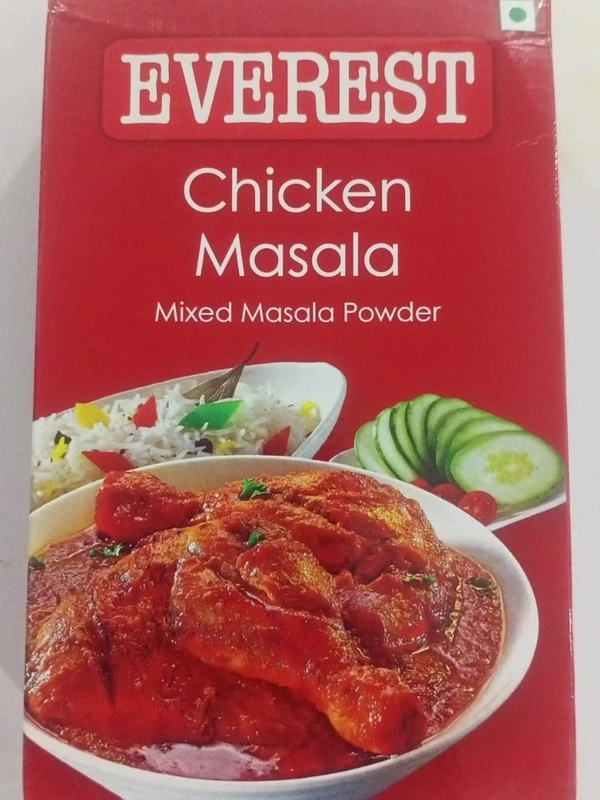 EVEREST
Chicken
Masala
Mixed Masala Powder